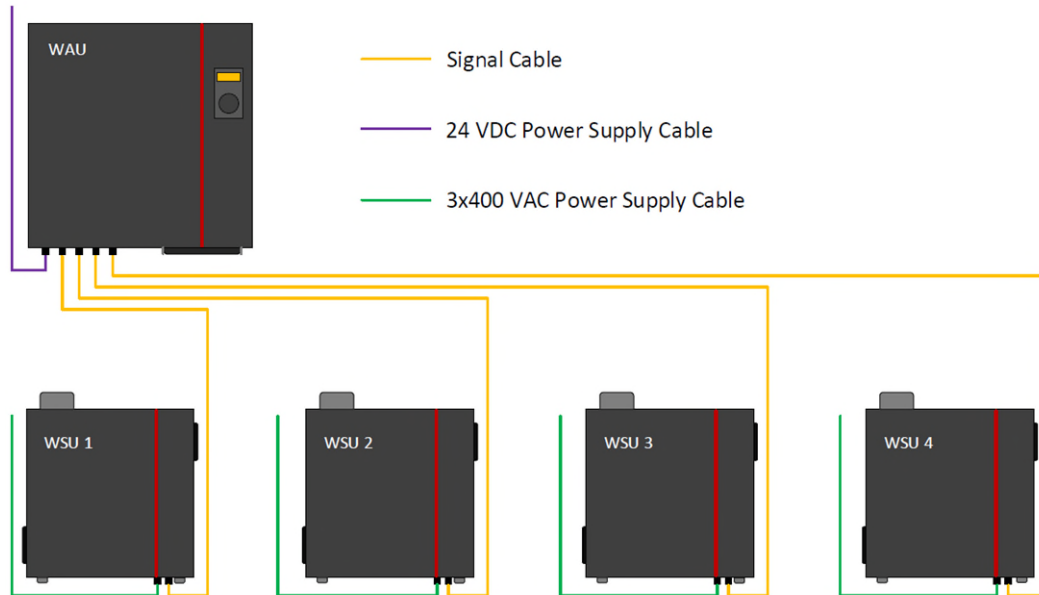 WAU
Signal Cable
24 VDC Power Supply Cable
3x400 VAC Power Supply Cable
WSU 1
WSU 2
WSU 3
WSU 4